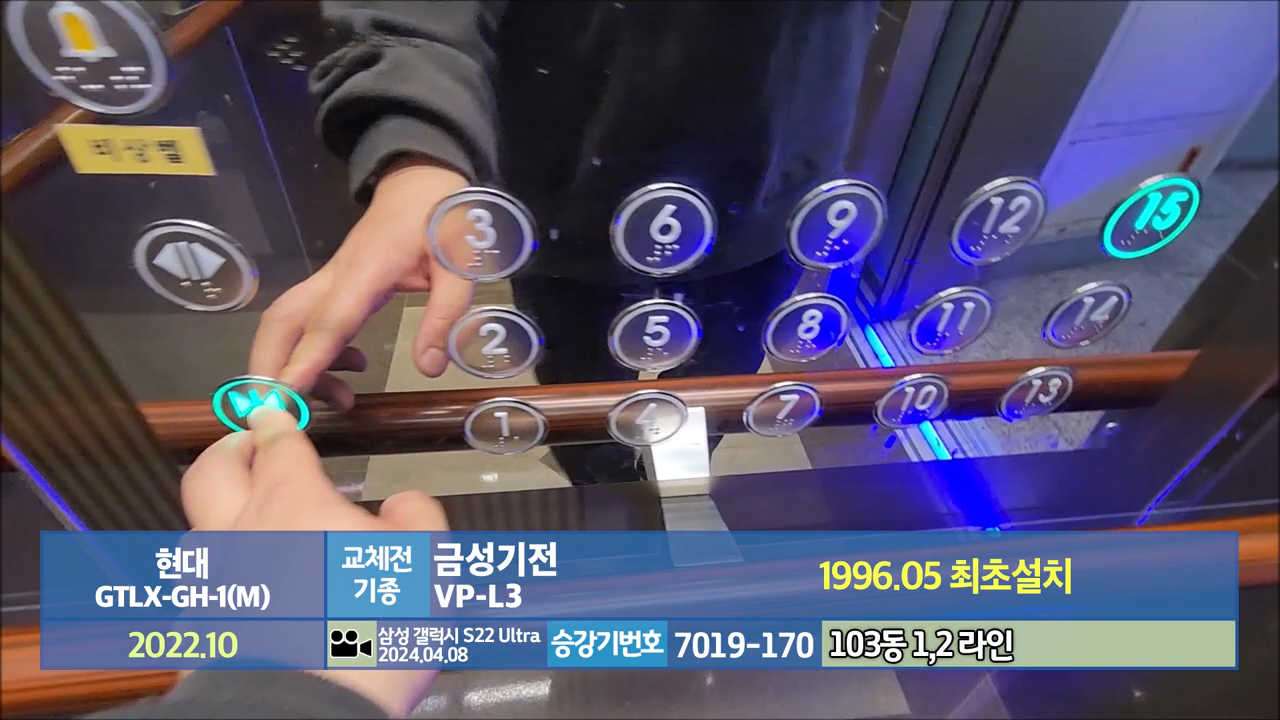 비상벨
3 6 9 12 15
2 5 8 11 14
1 4 7 10 13
현대
GTLX-GH-1(M)
교체전
기종
금성기전
VP-L3
1996.05 최초설치
2022.10
삼성 갤럭시 S22 Ultra
2024.04.08
승강기번호
7019-170
103동 1,2 라인